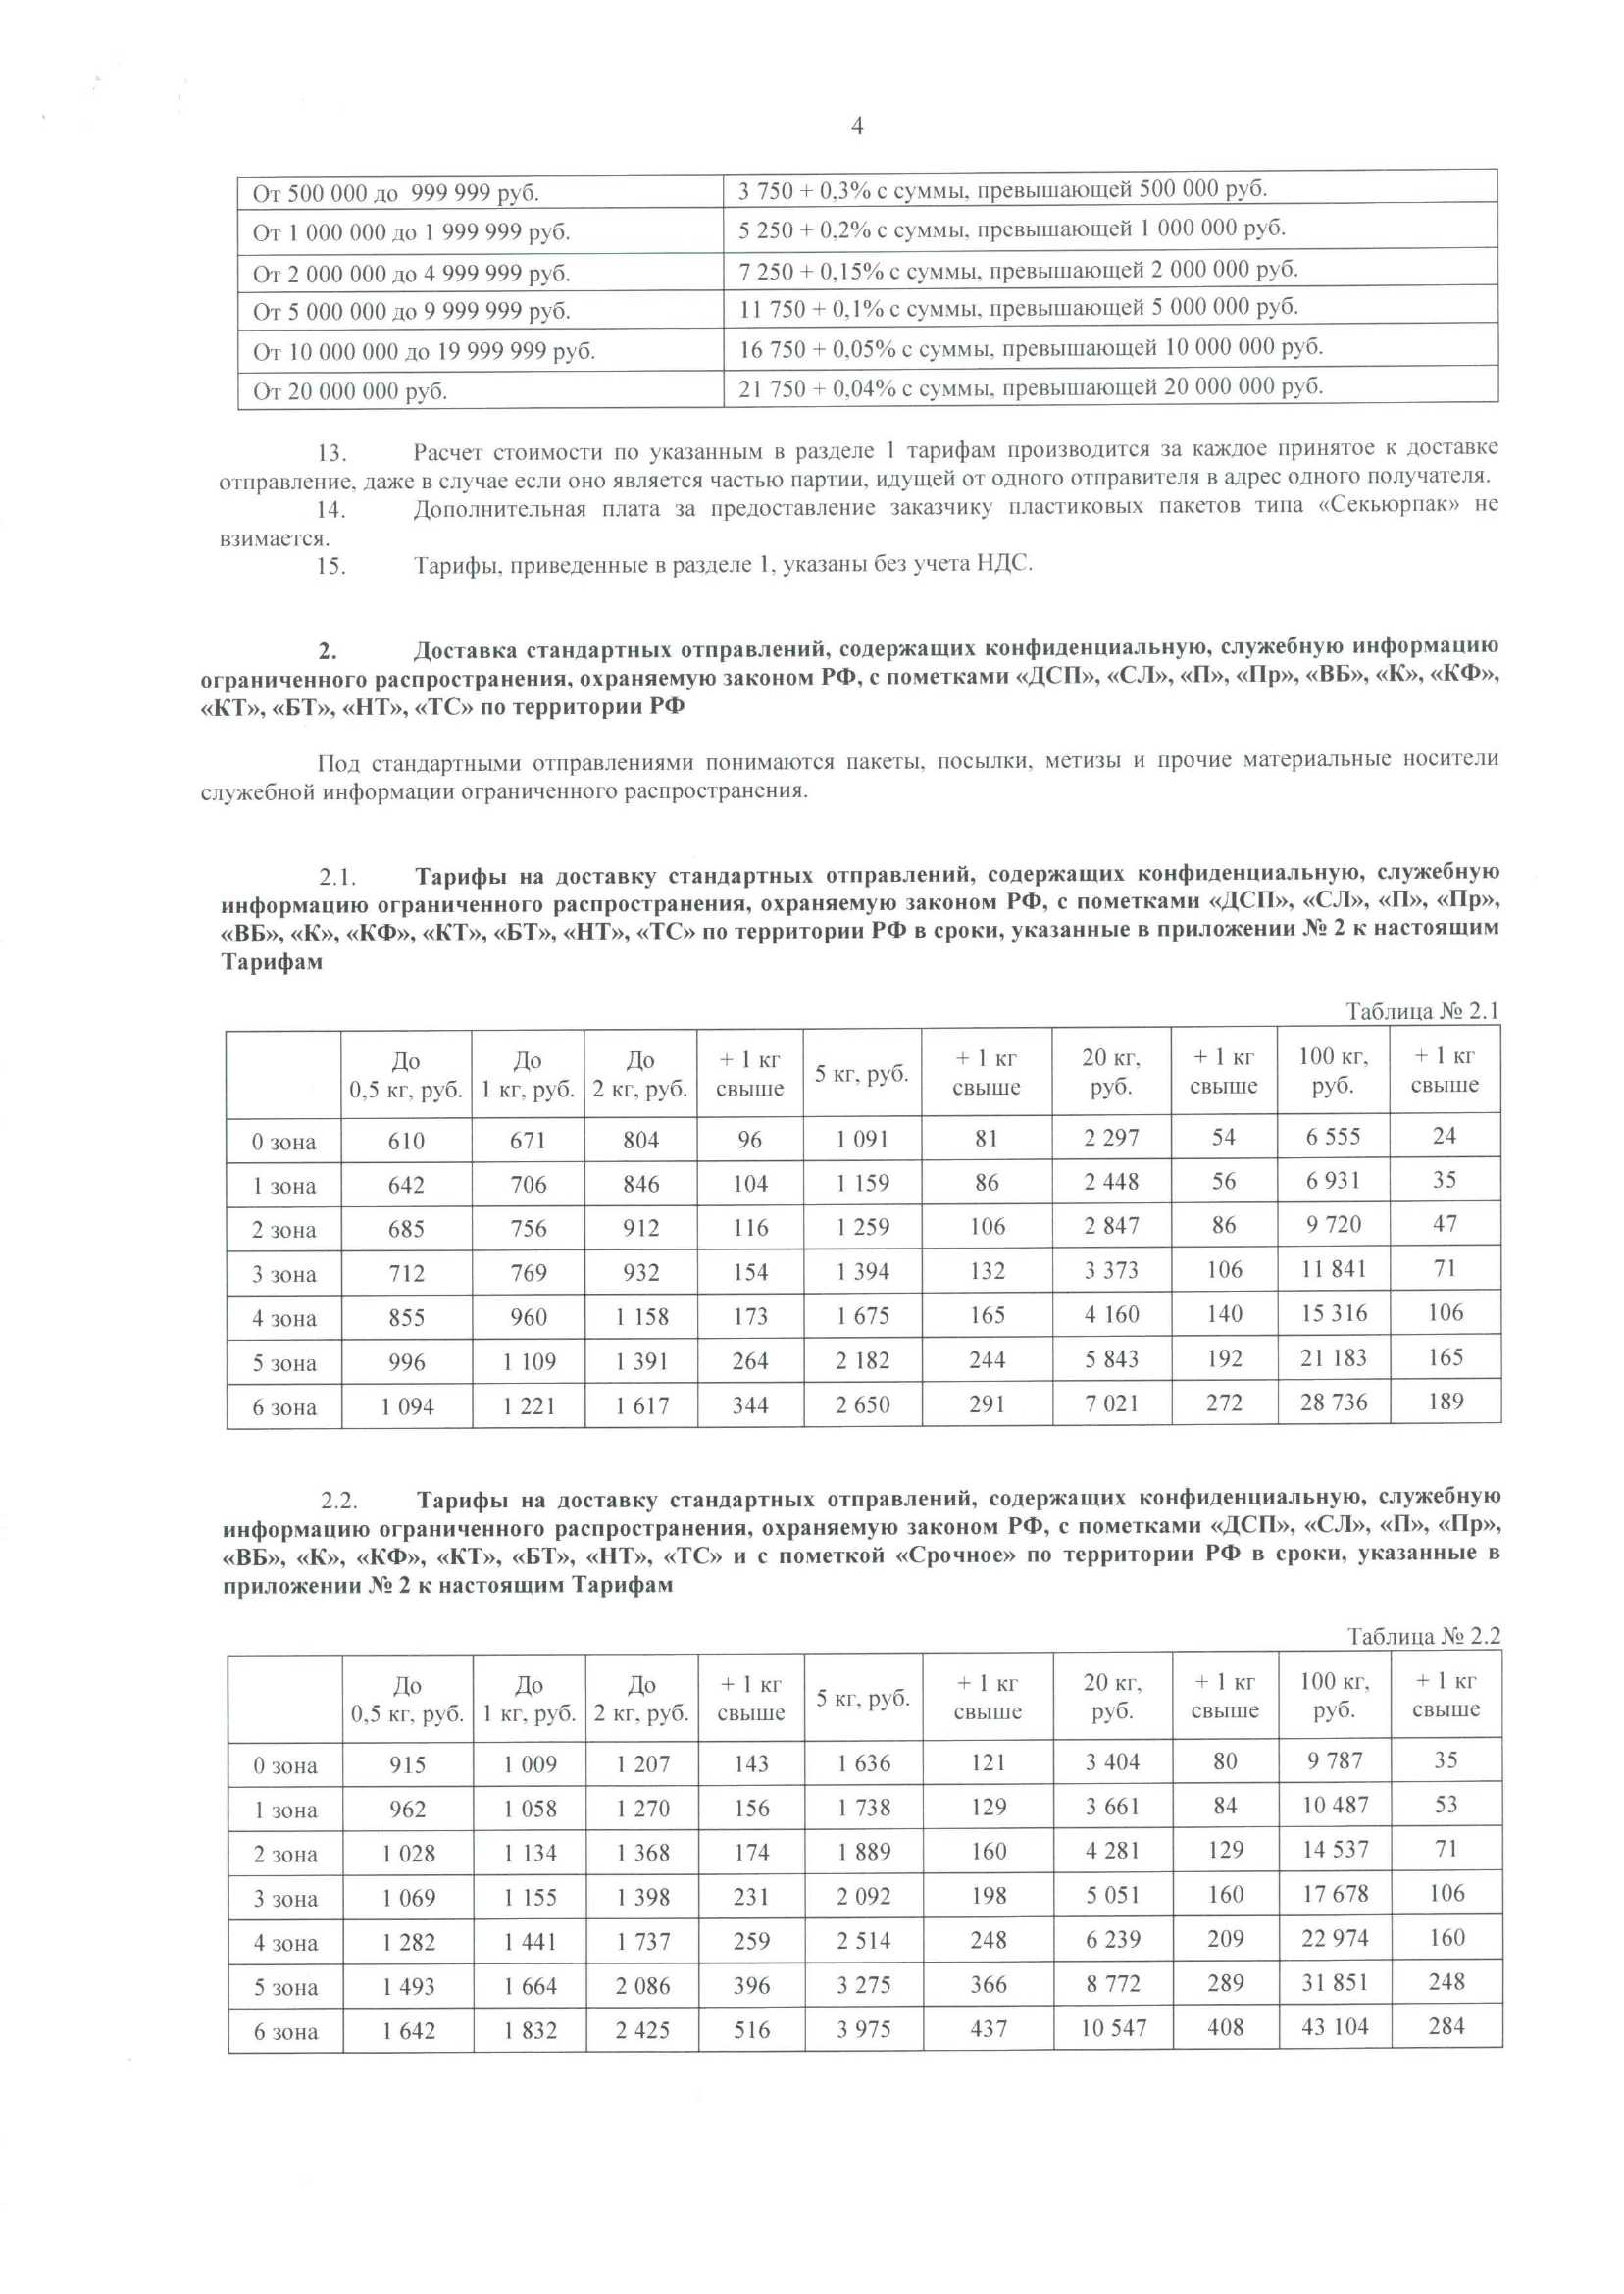 4
От 500 000 до 999 999 руб. 3 750 + 0,3% с суммы, превышающей 500 000 руб.
От 1 000 000 до 1 999 999 руб. 5 250 + 0,2% с суммы, превышающей 1 000 000 руб.
От 2 000 000 до 4 999 999 руб. 7 250 + 0,15% с суммы, превышающей 2 000 000 руб.
От 5 000 000 до 9 999 999 руб. 11 750 + 0,1% с суммы, превышающей 5 000 000 руб.
От 10 000 000 до 19 999 999 руб. 16 750 + 0,05% с суммы, превышающей 10 000 000 руб.
От 20 000 000 руб. 21 750 + 0,04% с суммы, превышающей 20 000 000 руб.
13. Расчет стоимости по указанным в разделе 1 тарифам производится за каждое принятое к доставке
отправление, даже в случае если оно является частью партии, идущей от одного отправителя в адрес одного получателя.
14. Дополнительная плата за предоставление заказчику пластиковых пакетов типа «Секьюрпак» не
взимается.
15. Тарифы, приведенные в разделе 1, указаны без учета НДС.
2. Доставка стандартных отправлений, содержащих конфиденциальную, служебную информацию
ограниченного распространения, охраняемую законом РФ, с пометками «ДСП», «СЛ», «П», «Пр», «ВБ», «К», «КФ»,
«КТ», «БТ», «НТ», «ТС» по территории РФ
Под стандартными отправлениями понимаются пакеты, посылки, метизы и прочие материальные носители
служебной информации ограниченного распространения.
2.1. Тарифы на доставку стандартных отправлений, содержащих конфиденциальную, служебную
информацию ограниченного распространения, охраняемую законом РФ, с пометками «ДСП», «СЛ», «П», «Пр»,
«ВБ», «К», «КФ», «КТ», «БТ», «НТ», «ТС» по территории РФ в сроки, указанные в приложении № 2 к настоящим
Тарифам
Таблица № 2.1
До До До + 1 кг 5 кг, руб. + 1 кг 20 кг, + 1 кг 100 кг, + 1 кг
0,5 кг, руб. 1 кг, руб. 2 кг, руб. свыше свыше руб. свыше руб. свыше
0 зона 610 671 804 96 1 091 81 2 297 54 6 555 24
1 зона 642 706 846 104 1 159 86 2 448 56 6 931 35
2 зона 685 756 912 116 1 259 106 2 847 86 9 720 47
3 зона 712 769 932 154 1 394 132 3 373 106 11 841 71
4 зона 855 960 1 158 173 1 675 165 4 160 140 15 316 106
5 зона 996 1 109 1 391 264 2 182 244 5 843 192 21 183 165
6 зона 1 094 1 221 1 617 344 2 650 291 7 021 272 28 736 189
2.2. Тарифы на доставку стандартных отправлений, содержащих конфиденциальную, служебную
информацию ограниченного распространения, охраняемую законом РФ, с пометками «ДСП», «СЛ», «П», «Пр»,
«ВБ», «К», «КФ», «КТ», «БТ», «НТ», «ТС» и с пометкой «Срочное» по территории РФ в сроки, указанные в
приложении № 2 к настоящим Тарифам
Таблица № 2.2
До До До + 1 кг 5 кг, руб. + 1 кг 20 кг, + 1 кг 100 кг, + 1 кг
0,5 кг, руб. 1 кг, руб. 2 кг, руб. свыше свыше руб. свыше руб. свыше
0 зона 915 1 009 1 207 143 1 636 121 3 404 80 9 787 35
1 зона 962 1 058 1 270 156 1 738 129 3 661 84 10 487 53
2 зона 1 028 1 134 1 368 174 1 889 160 4 281 129 14 537 71
3 зона 1 069 1 155 1 398 231 2 092 198 5 051 160 17 678 106
4 зона 1 282 1 441 1 737 259 2 514 248 6 239 209 22 974 160
5 зона 1 493 1 664 2 086 396 3 275 366 8 772 289 31 851 248
6 зона 1 642 1 832 2 425 516 3 975 437 10 547 408 43 104 284